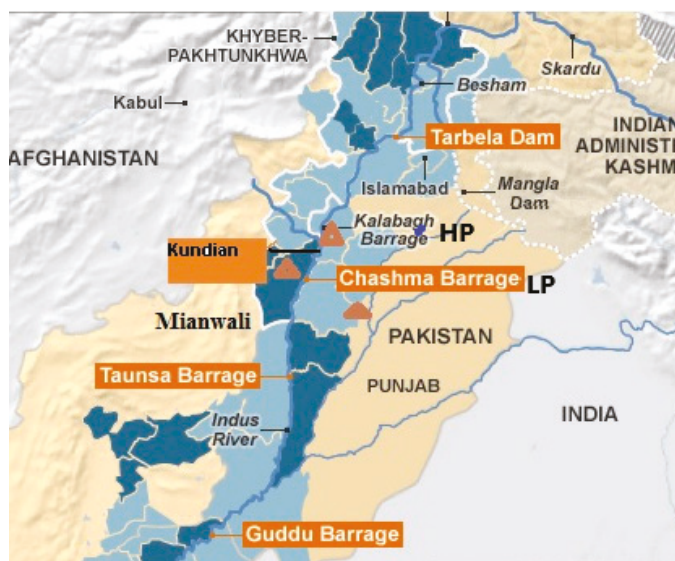 KHYBER-
PAKHTUNKHWA
Skardu
Besham
Kabul
Tarbela Dam
INDIAN
ADMINIST
KASHM
AFGHANISTAN
Islamabad
Mangla
Dam
Kalabagh
Barrage
HP
Kundian
Chashma Barrage
LP
Mianwali
PAKISTAN
Taunsa Barrage
PUNJAB
Indus
River
INDIA
Guddu Barrage